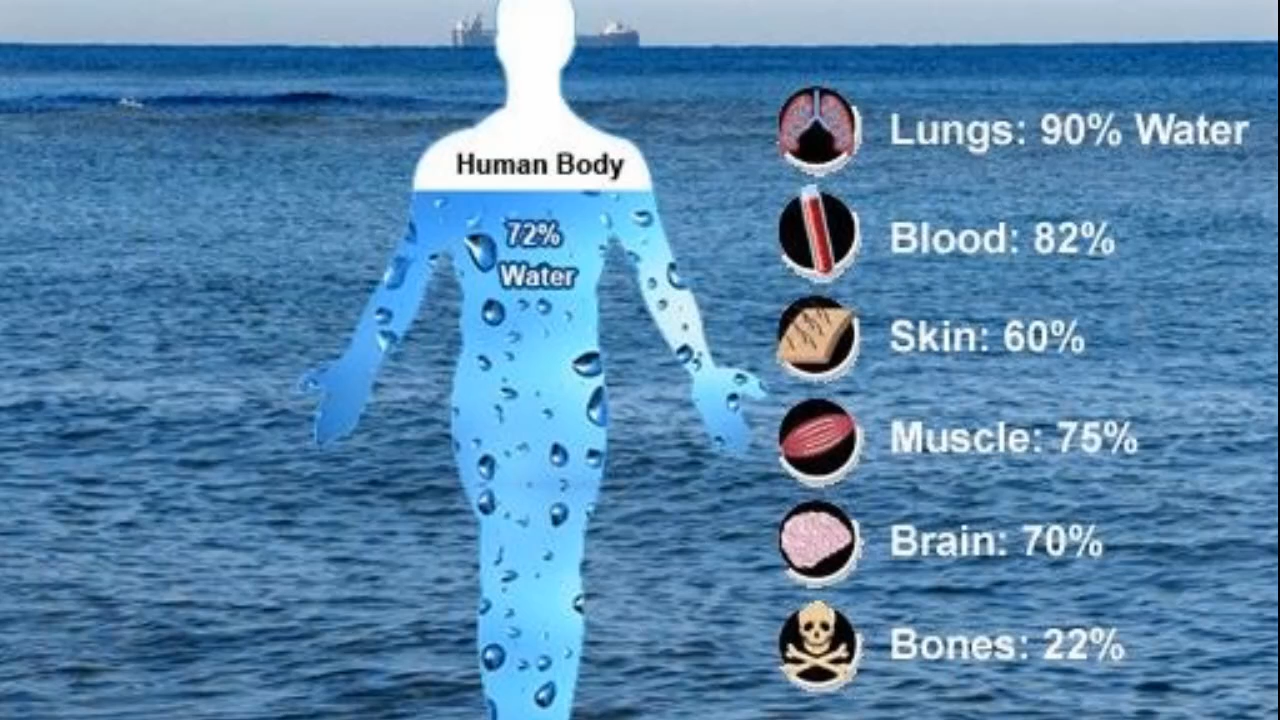 Human Body
72%
Water
Lungs: 90% Water
Blood: 82%
Skin: 60%
Muscle: 75%
Brain: 70%
Bones: 22%